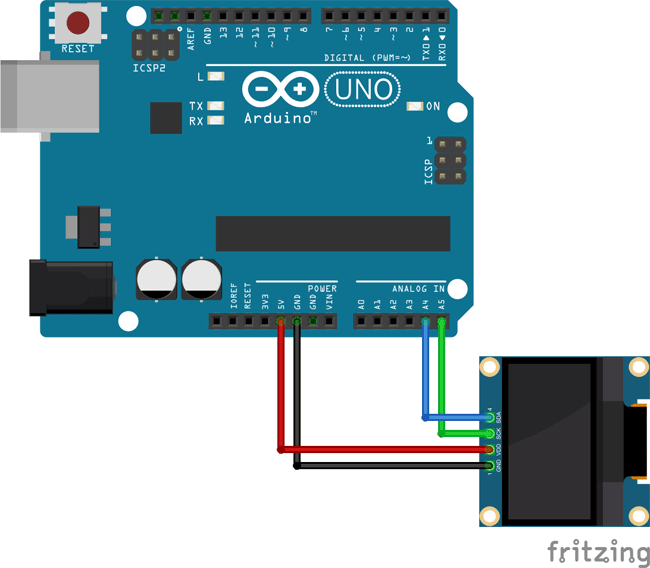 RESET
ICSP2
AREF
GND
13
12
~11
~10
~9
8
7
~6
~5
4
~3
2
TXD▶1
RXD◀0
DIGITAL (PWM=~)
L
TX
RX
Arduino™
UNO
ON
1
ICSP
POWER
ANALOG IN
IOREF
RESET
3V3
5V
GND
GND
VIN
A0
A1
A2
A3
A4
A5
4
SDA
SCK
VDD
GND
1
fritzing